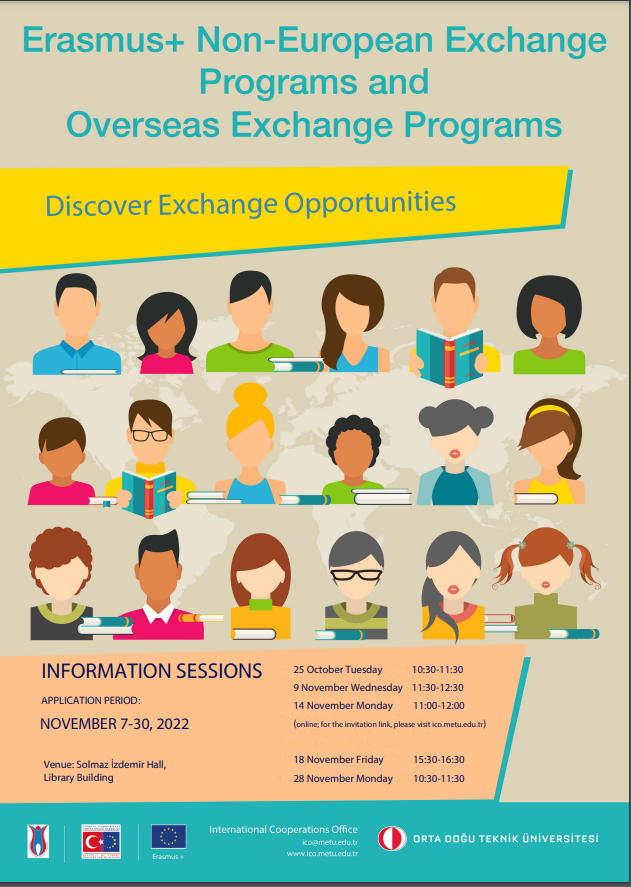 Erasmus+ Non-European Exchange
Programs and
Overseas Exchange Programs
Discover Exchange Opportunities
INFORMATION SESSIONS
APPLICATION PERIOD:
NOVEMBER 7-30, 2022
Venue: Solmaz İzdemir Hall,
Library Building
25 October Tuesday 10:30-11:30
9 November Wednesday 11:30-12:30
14 November Monday 11:00-12:00
(online; for the invitation link, please visit ico.metu.edu.tr)
18 November Friday 15:30-16:30
28 November Monday 10:30-11:30
Erasmus +
International Cooperations Office
ico@metu.edu.tr
www.ico.metu.edu.tr
ORTA DOĞU TEKNİK ÜNİVERSİTESİ